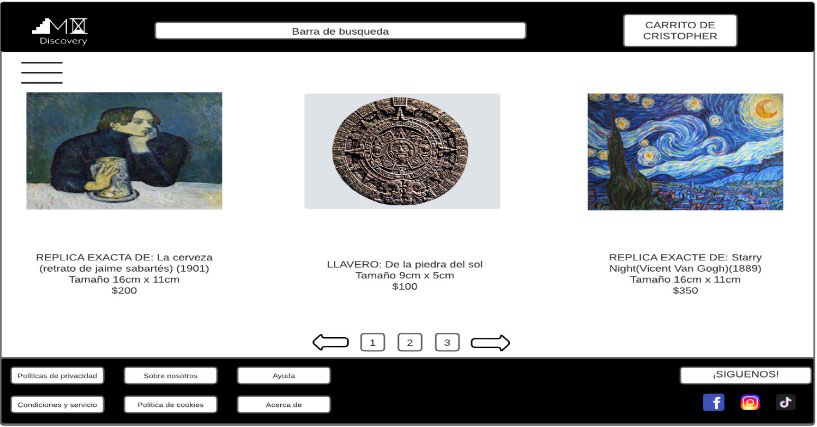 Discovery
Barra de busqueda
CARRITO DE
CRISTOPHER
REPLICA EXACTA DE: La cerveza
(retrato de jaime sabartés) (1901)
Tamaño 16cm x 11cm
$200
LLAVERO: De la piedra del sol
Tamaño 9cm x 5cm
$100
REPLICA EXACTE DE: Starry
Night(Vicent Van Gogh)(1889)
Tamaño 16cm x 11cm
$350
1 2 3
Políticas de privacidad
Sobre nosotros
Ayuda
¡SIGUENOS!
Condiciones y servicio
Politica de cookies
Acerca de